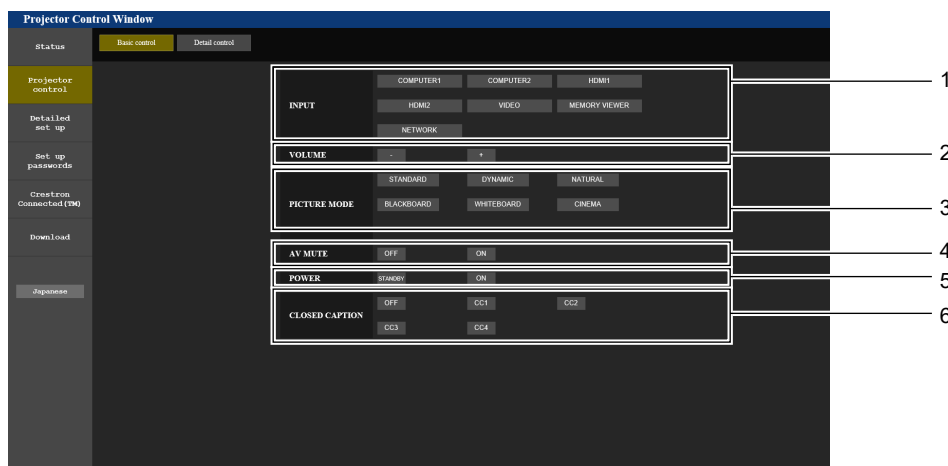 Projector Control Window
Status
Basic control
Detail control
Projector
control
Detailed
set up
Set up
passwords
Crestron
Connected(TM)
Download
Japanese
INPUT
COMPUTER1 COMPUTER2 HDMI1
HDMI2 VIDEO MEMORY VIEWER
NETWORK
1
VOLUME - +
2
PICTURE MODE
STANDARD DYNAMIC NATURAL
BLACKBOARD WHITEBOARD CINEMA
3
AV MUTE OFF ON
4
POWER STANDBY ON
5
CLOSED CAPTION
OFF CC1 CC2
CC3 CC4
6